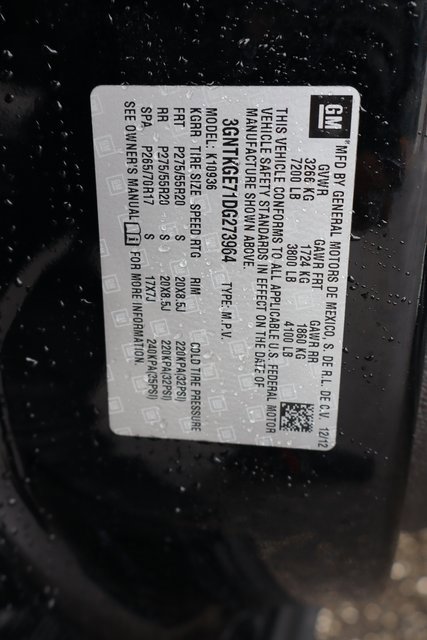 GM
MFD BY GENERAL MOTORS DE MEXICO, S. DE R.L. DE C.V. 12/12
GVWR GAWR FRT GAWR RR
3266 KG 1724 KG 1860 KG
7200 LB 3800 LB 4100 LB
THIS VEHICLE CONFORMS TO ALL APPLICABLE U.S. FEDERAL MOTOR
VEHICLE SAFETY STANDARDS IN EFFECT ON THE DATE OF
MANUFACTURE SHOWN ABOVE.
3GNTKGE71DG273964 TYPE: M.P.V.
MODEL: K10936
KGRR TIRE SIZE SPEED RTG RIM COLD TIRE PRESSURE
FRT P275/55R20 S 20X8.5J 220KPA(32PSI)
RR P275/55R20 S 20X8.5J 220KPA(32PSI)
SPA P265/70R17 S 17X7J 240KPA(35PSI)
SEE OWNER'S MANUAL i FOR MORE INFORMATION.